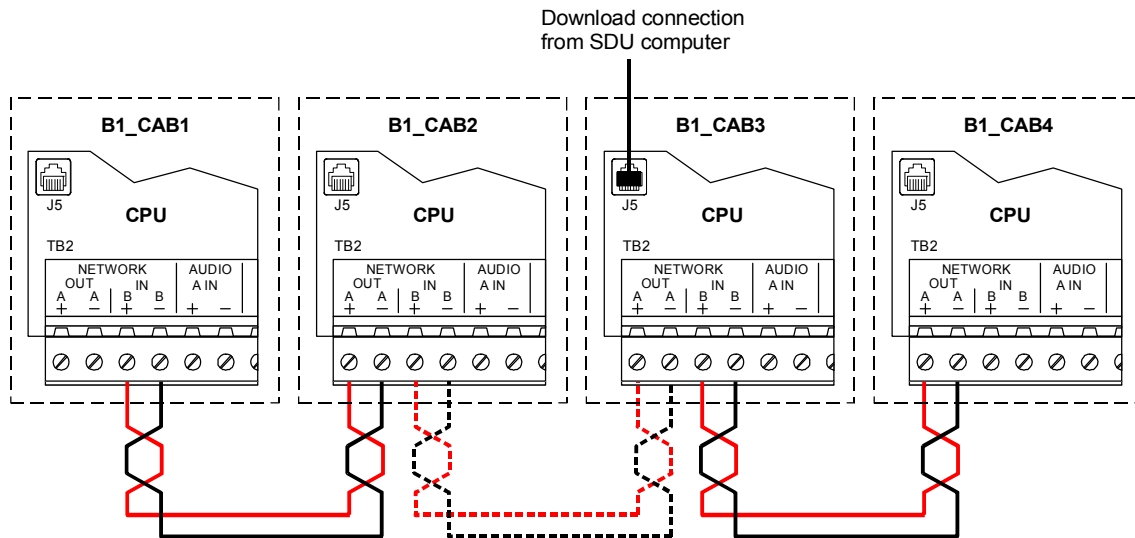 Download connection
from SDU computer
B1_CAB1
J5
CPU
TB2
NETWORK AUDIO
OUT IN A IN
A A B B
+ − + − + −
B1_CAB2
J5
CPU
TB2
NETWORK AUDIO
OUT IN A IN
A A B B
+ − + − + −
B1_CAB3
J5
CPU
TB2
NETWORK AUDIO
OUT IN A IN
A A B B
+ − + − + −
B1_CAB4
J5
CPU
TB2
NETWORK AUDIO
OUT IN A IN
A A B B
+ − + − + −